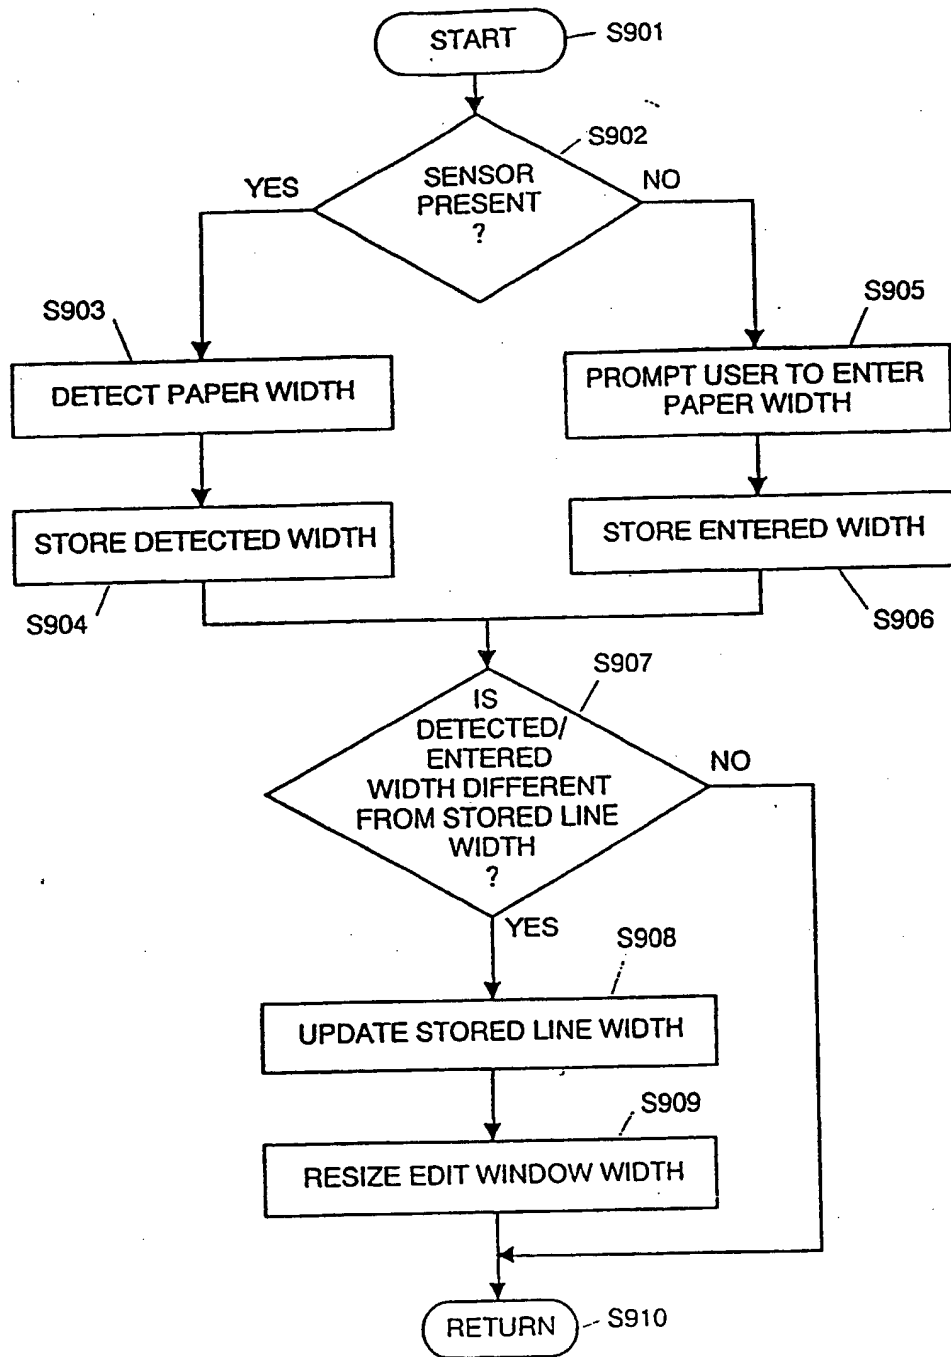 START
S901
S902
SENSOR
PRESENT
?
YES
NO
S903
S905
DETECT PAPER WIDTH
PROMPT USER TO ENTER
PAPER WIDTH
STORE DETECTED WIDTH
STORE ENTERED WIDTH
S904
S906
S907
IS
DETECTED/
ENTERED
WIDTH DIFFERENT
FROM STORED LINE
WIDTH
?
NO
YES
S908
UPDATE STORED LINE WIDTH
S909
RESIZE EDIT WINDOW WIDTH
RETURN
S910